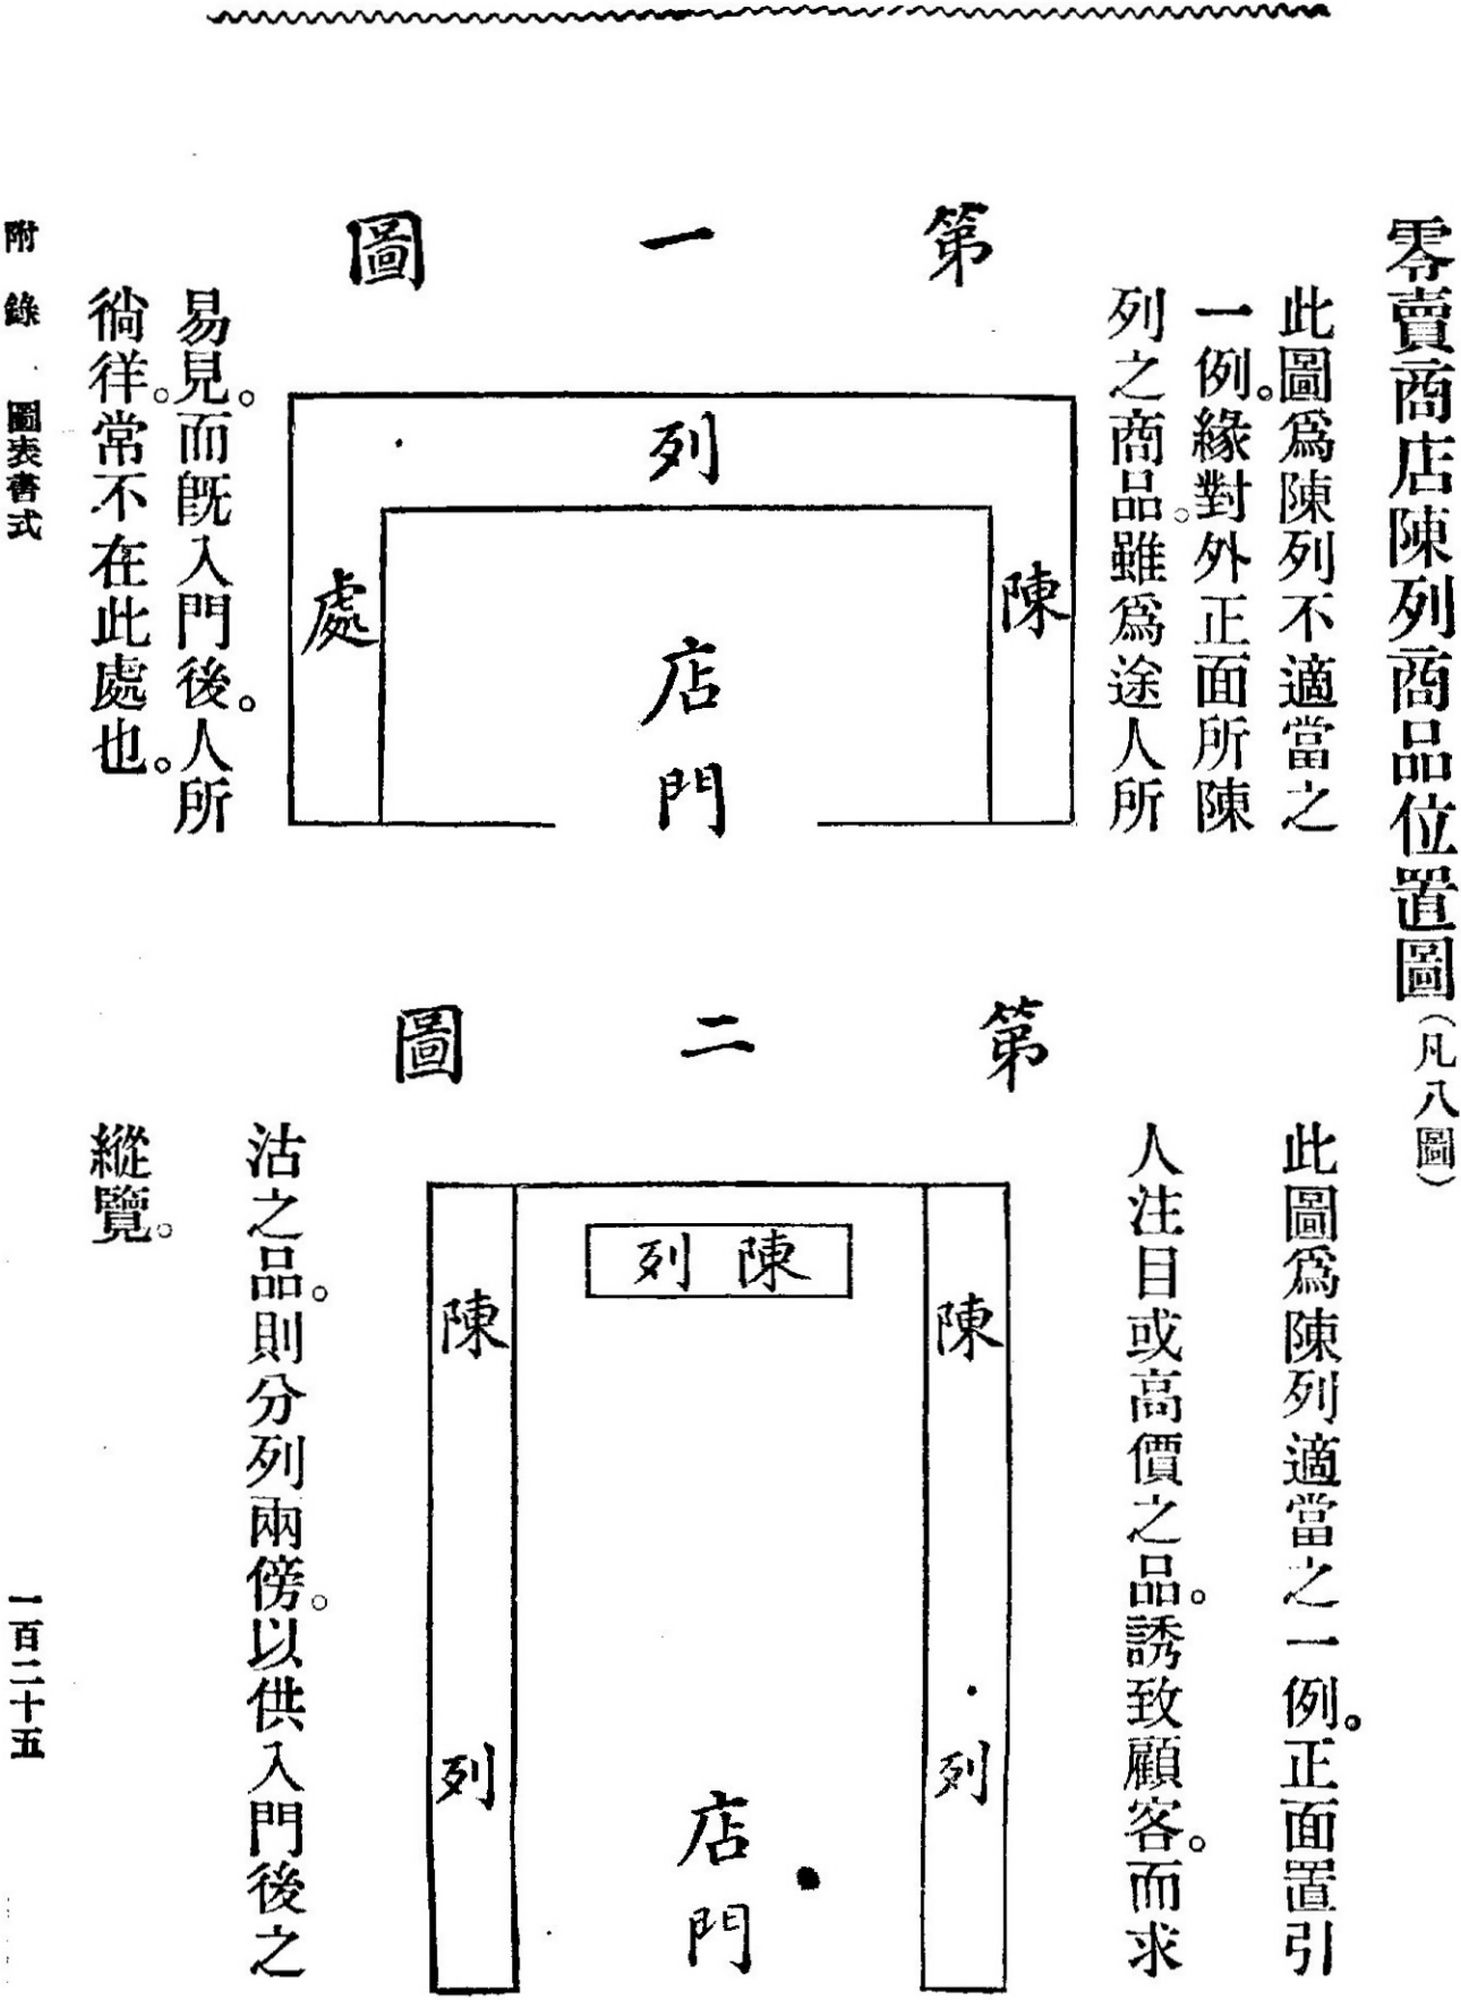 零賣商店陳列商品位置圖(凡八圖)
第一圖
此圖爲陳列不適當之
一例。緣對外正面所陳
列之商品。雖爲途人所
陳
列
處
店門
易見。而既入門後。人所
徜徉。常不在此處也。
第二圖
此圖爲陳列適當之一例。正面置引
人注目或高價之品。誘致顧客。而求
陳列
陳列
陳列
店門
沽之品。則分列兩傍。以供入門後之
縱覽。
附錄 圖表書式
一百二十五